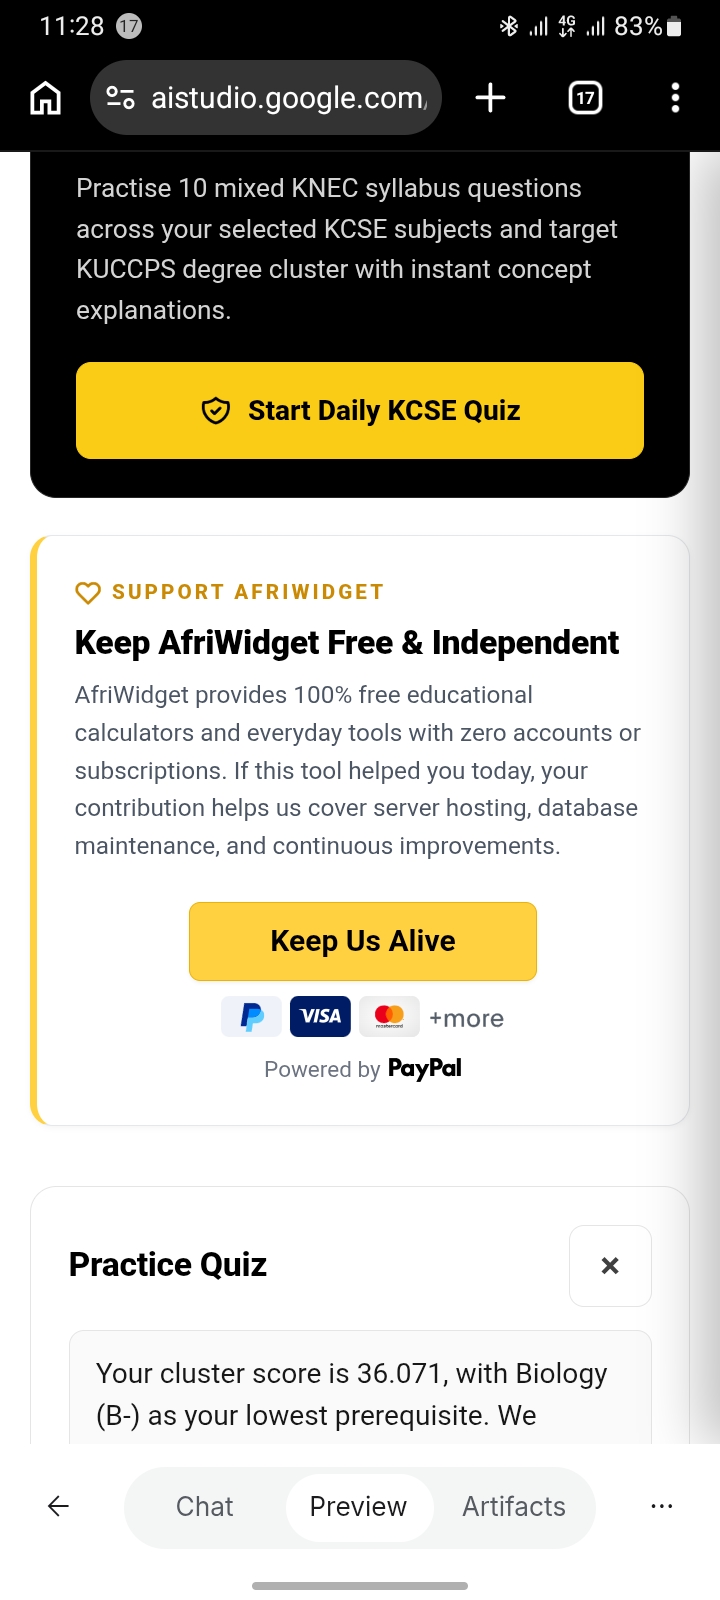 11:28 17 4G 83%
aistudio.google.com/ 17
Practise 10 mixed KNEC syllabus questions
across your selected KCSE subjects and target
KUCCPS degree cluster with instant concept
explanations.
Start Daily KCSE Quiz
SUPPORT AFRIWIDGET
Keep AfriWidget Free & Independent
AfriWidget provides 100% free educational
calculators and everyday tools with zero accounts or
subscriptions. If this tool helped you today, your
contribution helps us cover server hosting, database
maintenance, and continuous improvements.
Keep Us Alive
VISA mastercard +more
Powered by PayPal
Practice Quiz
×
Your cluster score is 36.071, with Biology
(B-) as your lowest prerequisite. We
Chat Preview Artifacts